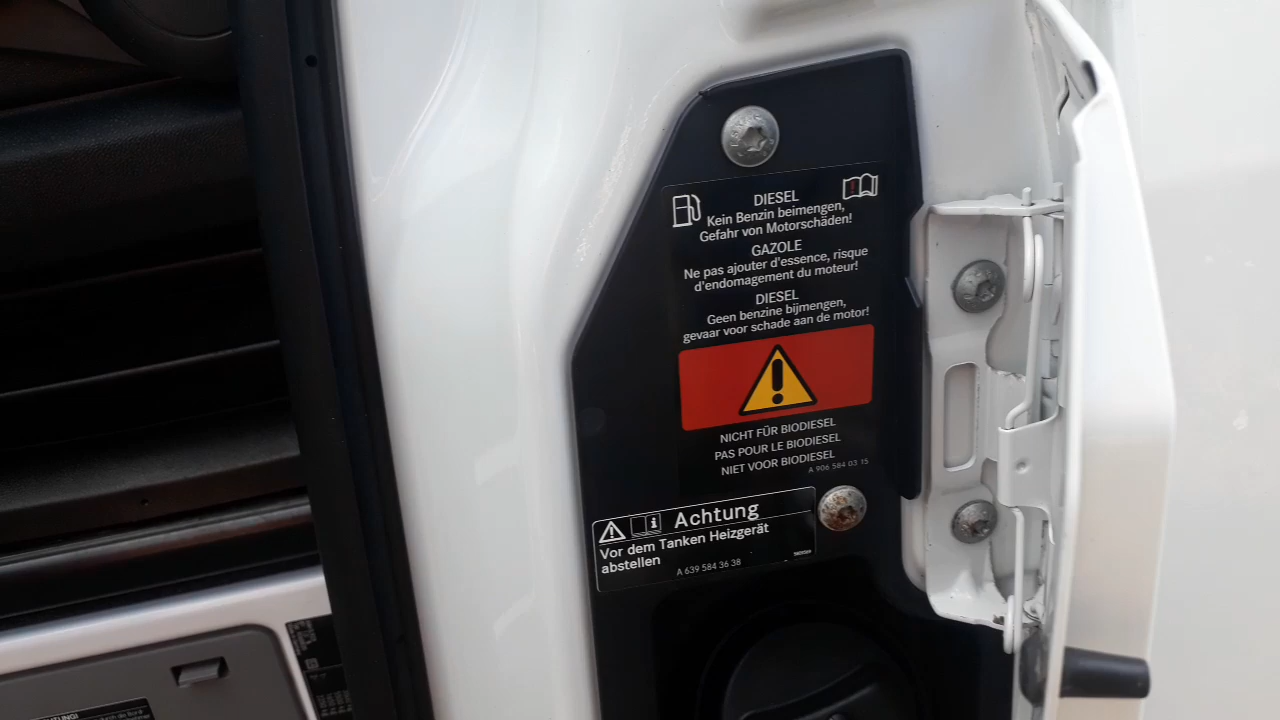 DIESEL
Kein Benzin beimengen,
Gefahr von Motorschäden!
GAZOLE
Ne pas ajouter d'essence, risque
d'endomagement du moteur!
DIESEL
Geen benzine bijmengen,
gevaar voor schade aan de motor!
NICHT FÜR BIODIESEL
PAS POUR LE BIODIESEL
NIET VOOR BIODIESEL
A 906 584 03 15
Achtung
Vor dem Tanken Heizgerät
abstellen
A 639 584 36 38